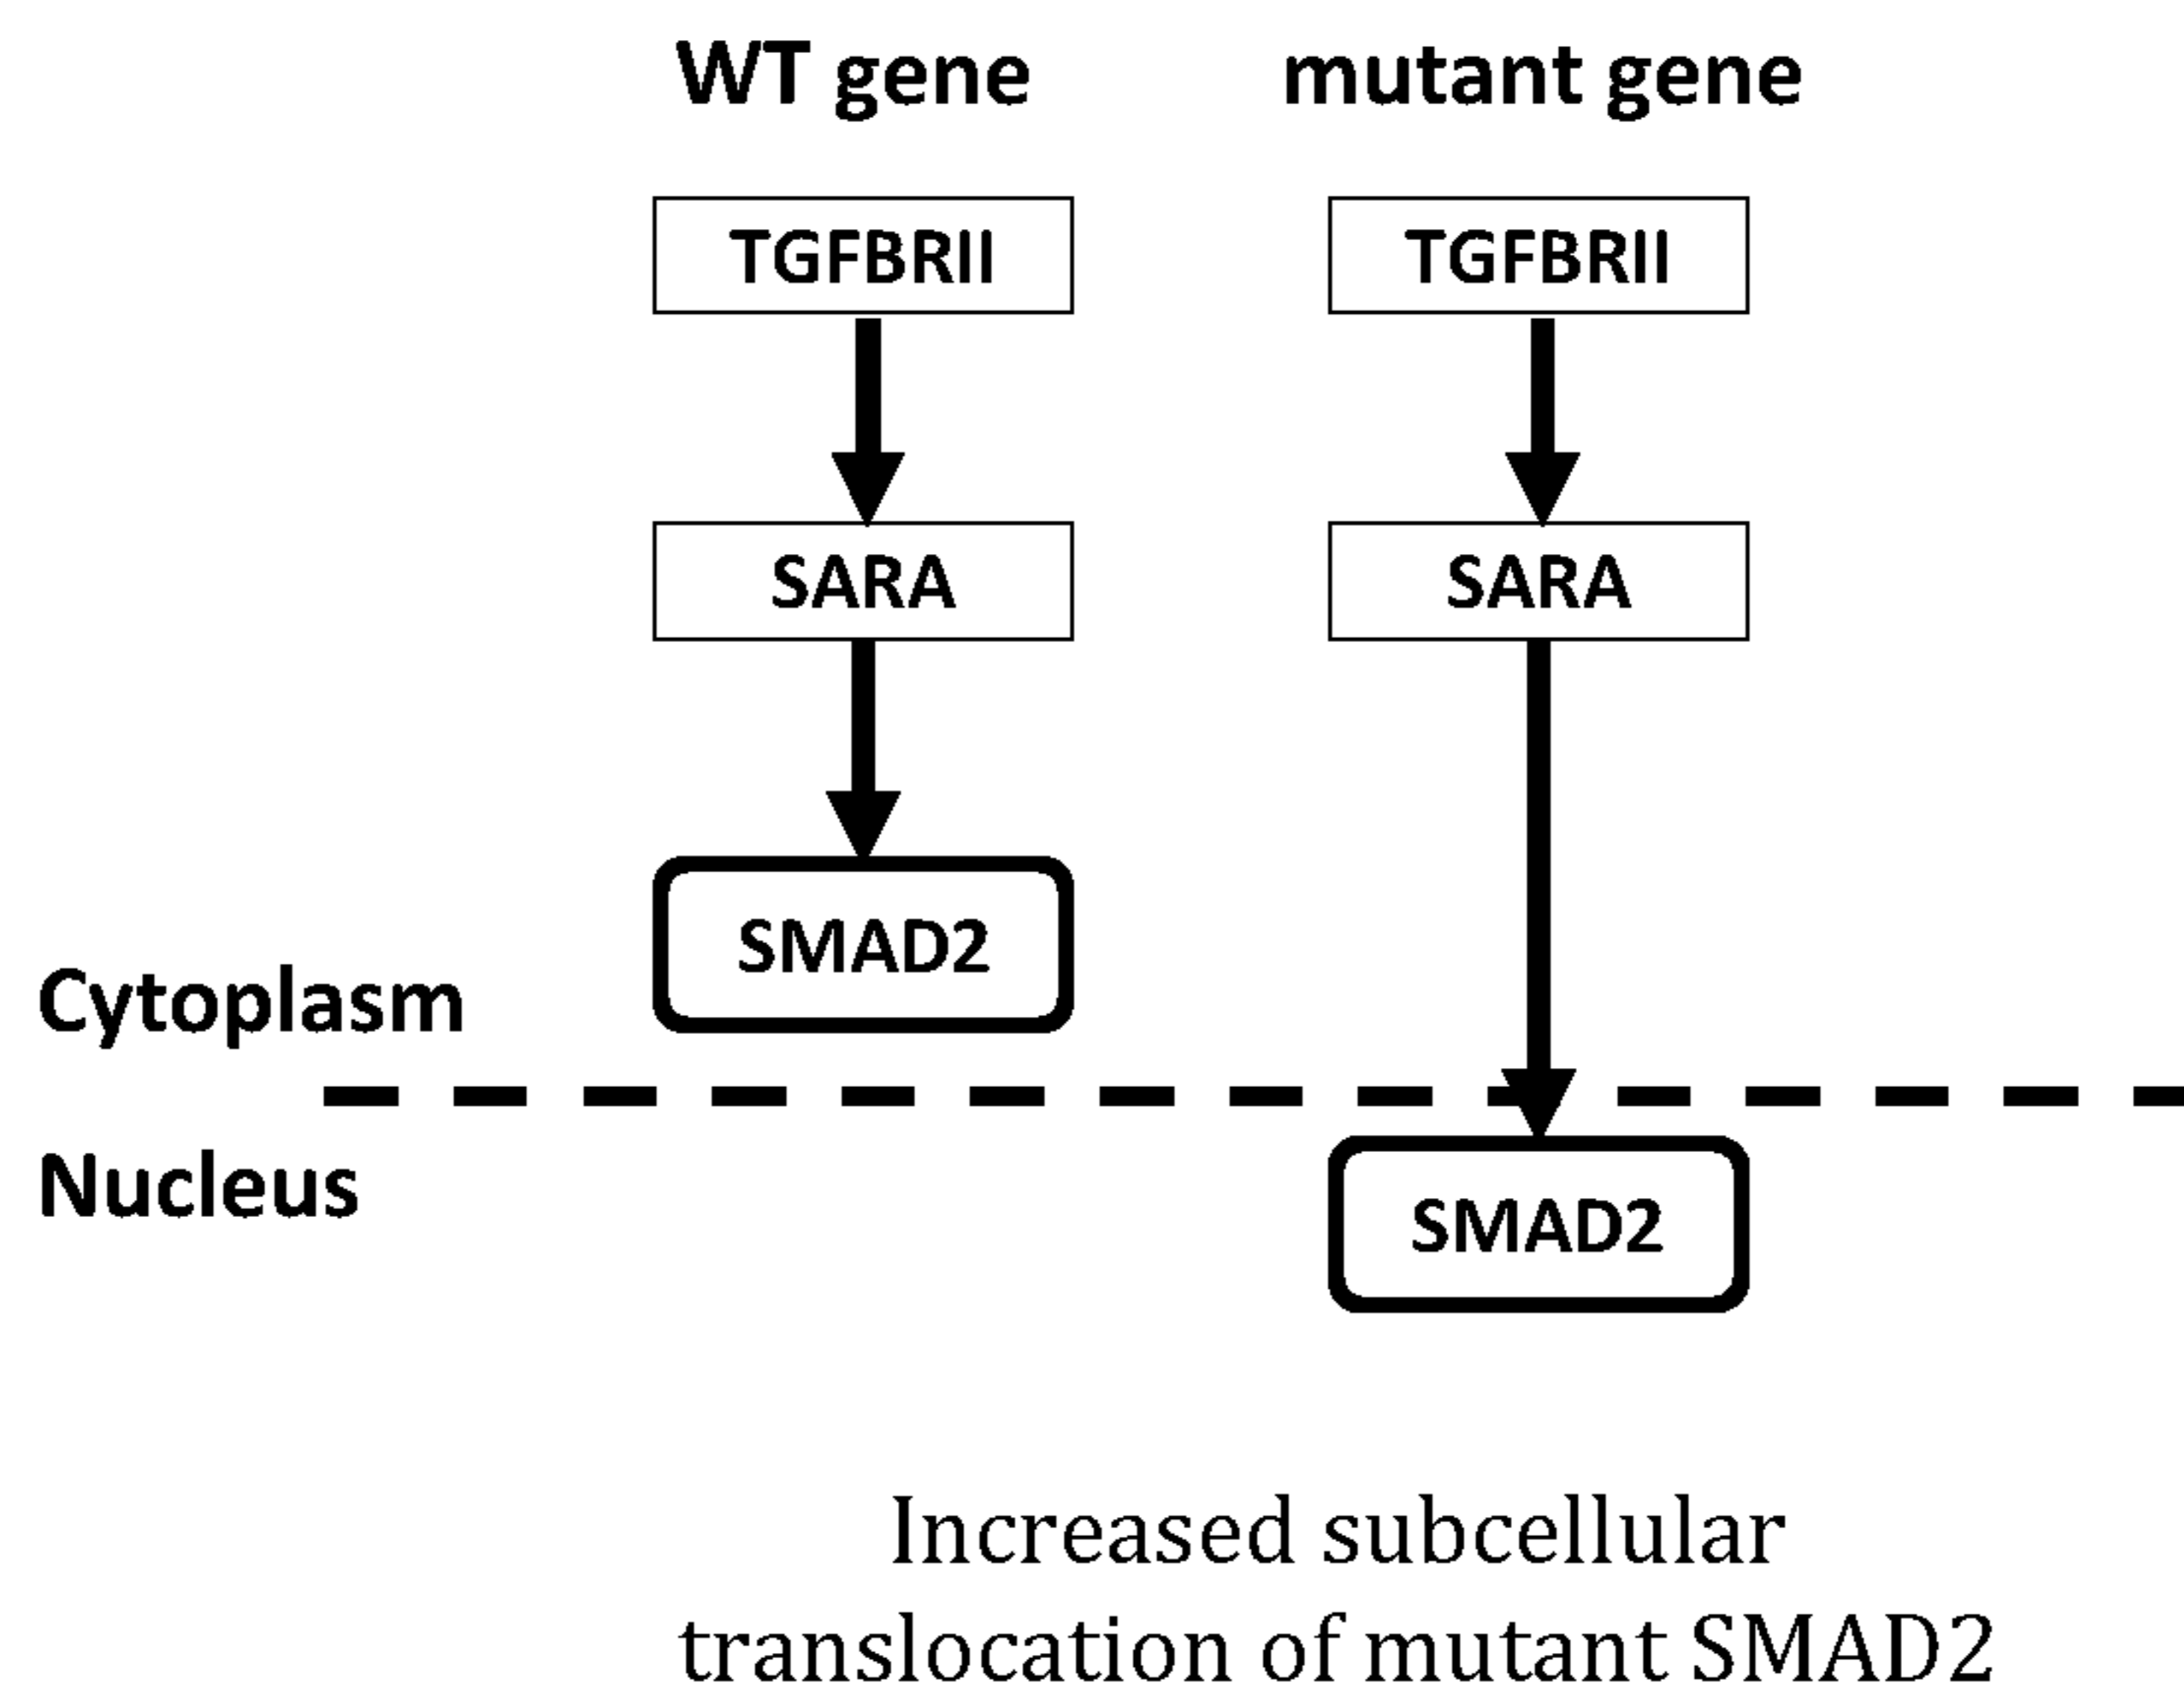 WT gene mutant gene
TGFBRII TGFBRII
SARA SARA
SMAD2
Cytoplasm
Nucleus
SMAD2
Increased subcellular
translocation of mutant SMAD2